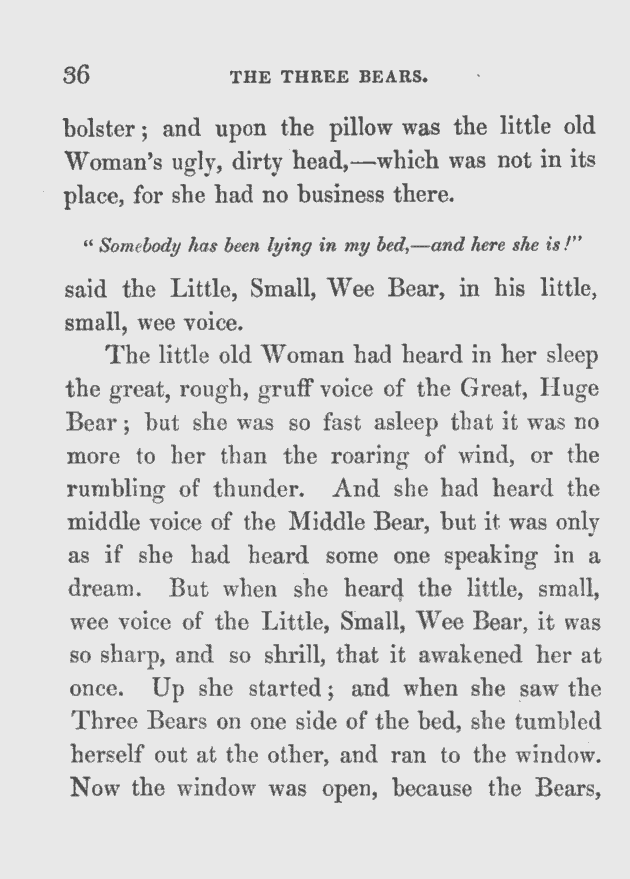 36 THE THREE BEARS.
bolster; and upon the pillow was the little old
Woman's ugly, dirty head,—which was not in its
place, for she had no business there.
"Somebody has been lying in my bed,—and here she is!"
said the Little, Small, Wee Bear, in his little,
small, wee voice.
The little old Woman had heard in her sleep
the great, rough, gruff voice of the Great, Huge
Bear; but she was so fast asleep that it was no
more to her than the roaring of wind, or the
rumbling of thunder. And she had heard the
middle voice of the Middle Bear, but it was only
as if she had heard some one speaking in a
dream. But when she heard the little, small,
wee voice of the Little, Small, Wee Bear, it was
so sharp, and so shrill, that it awakened her at
once. Up she started; and when she saw the
Three Bears on one side of the bed, she tumbled
herself out at the other, and ran to the window.
Now the window was open, because the Bears,